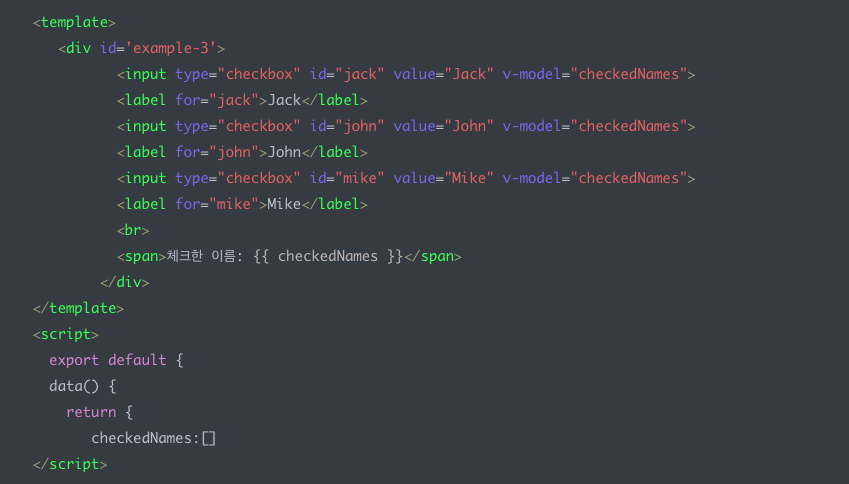 <template>
<div id='example-3'>
<input type="checkbox" id="jack" value="Jack" v-model="checkedNames">
<label for="jack">Jack</label>
<input type="checkbox" id="john" value="John" v-model="checkedNames">
<label for="john">John</label>
<input type="checkbox" id="mike" value="Mike" v-model="checkedNames">
<label for="mike">Mike</label>
<br>
<span>체크한 이름: {{ checkedNames }}</span>
</div>
</template>
<script>
export default {
data() {
return {
checkedNames:[]
</script>